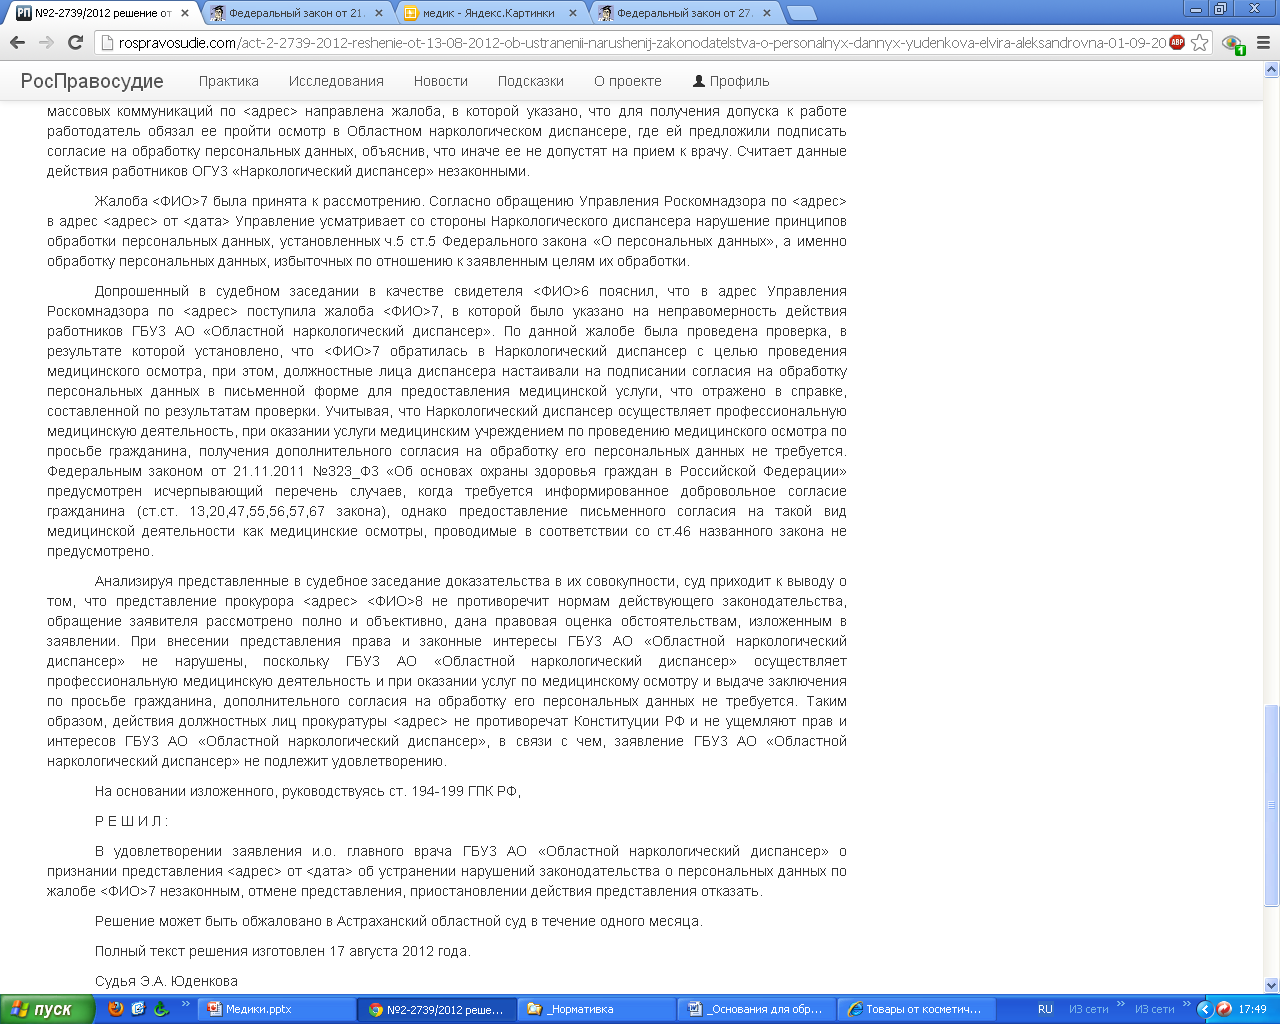 №2-2739/2012 решение от
Федеральный закон от 21.
медик - Яндекс.Картинки
Федеральный закон от 27.
rospravosudie.com/act-2-2739-2012-reshenie-ot-13-08-2012-ob-ustranenii-narushenij-zakonodatelstva-o-personalnyx-dannyx-yudenkova-elvira-aleksandrovna-01-09-20
ABP
1
РосПравосудие Практика Исследования Новости Подсказки О проекте Профиль
массовых коммуникаций по <адрес> направлена жалоба, в которой указано, что для получения допуска к работе
работодатель обязал ее пройти осмотр в Областном наркологическом диспансере, где ей предложили подписать
согласие на обработку персональных данных, объяснив, что иначе ее не допустят на прием к врачу. Считает данные
действия работников ОГУЗ «Наркологический диспансер» незаконными.
Жалоба <ФИО>7 была принята к рассмотрению. Согласно обращению Управления Роскомнадзора по <адрес>
в адрес <адрес> от <дата> Управление усматривает со стороны Наркологического диспансера нарушение принципов
обработки персональных данных, установленных ч.5 ст.5 Федерального закона «О персональных данных», а именно
обработку персональных данных, избыточных по отношению к заявленным целям их обработки.
Допрошенный в судебном заседании в качестве свидетеля <ФИО>6 пояснил, что в адрес Управления
Роскомнадзора по <адрес> поступила жалоба <ФИО>7, в которой было указано на неправомерность действия
работников ГБУЗ АО «Областной наркологический диспансер». По данной жалобе была проведена проверка, в
результате которой установлено, что <ФИО>7 обратилась в Наркологический диспансер с целью проведения
медицинского осмотра, при этом, должностные лица диспансера настаивали на подписании согласия на обработку
персональных данных в письменной форме для предоставления медицинской услуги, что отражено в справке,
составленной по результатам проверки. Учитывая, что Наркологический диспансер осуществляет профессиональную
медицинскую деятельность, при оказании услуги медицинским учреждением по проведению медицинского осмотра по
просьбе гражданина, получения дополнительного согласия на обработку его персональных данных не требуется.
Федеральным законом от 21.11.2011 №323_ФЗ «Об основах охраны здоровья граждан в Российской Федерации»
предусмотрен исчерпывающий перечень случаев, когда требуется информированное добровольное согласие
гражданина (ст.ст. 13,20,47,55,56,57,67 закона), однако предоставление письменного согласия на такой вид
медицинской деятельности как медицинские осмотры, проводимые в соответствии со ст.46 названного закона не
предусмотрено.
Анализируя представленные в судебное заседание доказательства в их совокупности, суд приходит к выводу о
том, что представление прокурора <адрес> <ФИО>8 не противоречит нормам действующего законодательства,
обращение заявителя рассмотрено полно и объективно, дана правовая оценка обстоятельствам, изложенным в
заявлении. При внесении представления права и законные интересы ГБУЗ АО «Областной наркологический
диспансер» не нарушены, поскольку ГБУЗ АО «Областной наркологический диспансер» осуществляет
профессиональную медицинскую деятельность и при оказании услуг по медицинскому осмотру и выдаче заключения
по просьбе гражданина, дополнительного согласия на обработку его персональных данных не требуется. Таким
образом, действия должностных лиц прокуратуры <адрес> не противоречат Конституции РФ и не ущемляют прав и
интересов ГБУЗ АО «Областной наркологический диспансер», в связи с чем, заявление ГБУЗ АО «Областной
наркологический диспансер» не подлежит удовлетворению.
На основании изложенного, руководствуясь ст. 194-199 ГПК РФ,
Р Е Ш И Л :
В удовлетворении заявления и.о. главного врача ГБУЗ АО «Областной наркологический диспансер» о
признании представления <адрес> от <дата> об устранении нарушений законодательства о персональных данных по
жалобе <ФИО>7 незаконным, отмене представления, приостановлении действия представления отказать.
Решение может быть обжаловано в Астраханский областной суд в течение одного месяца.
Полный текст решения изготовлен 17 августа 2012 года.
Судья Э.А. Юденкова
пуск Медики.pptx №2-2739/2012 реше... _Нормативка _Основания для обр... Товары от косметич... RU ИЗ сети ИЗ сети 17:49